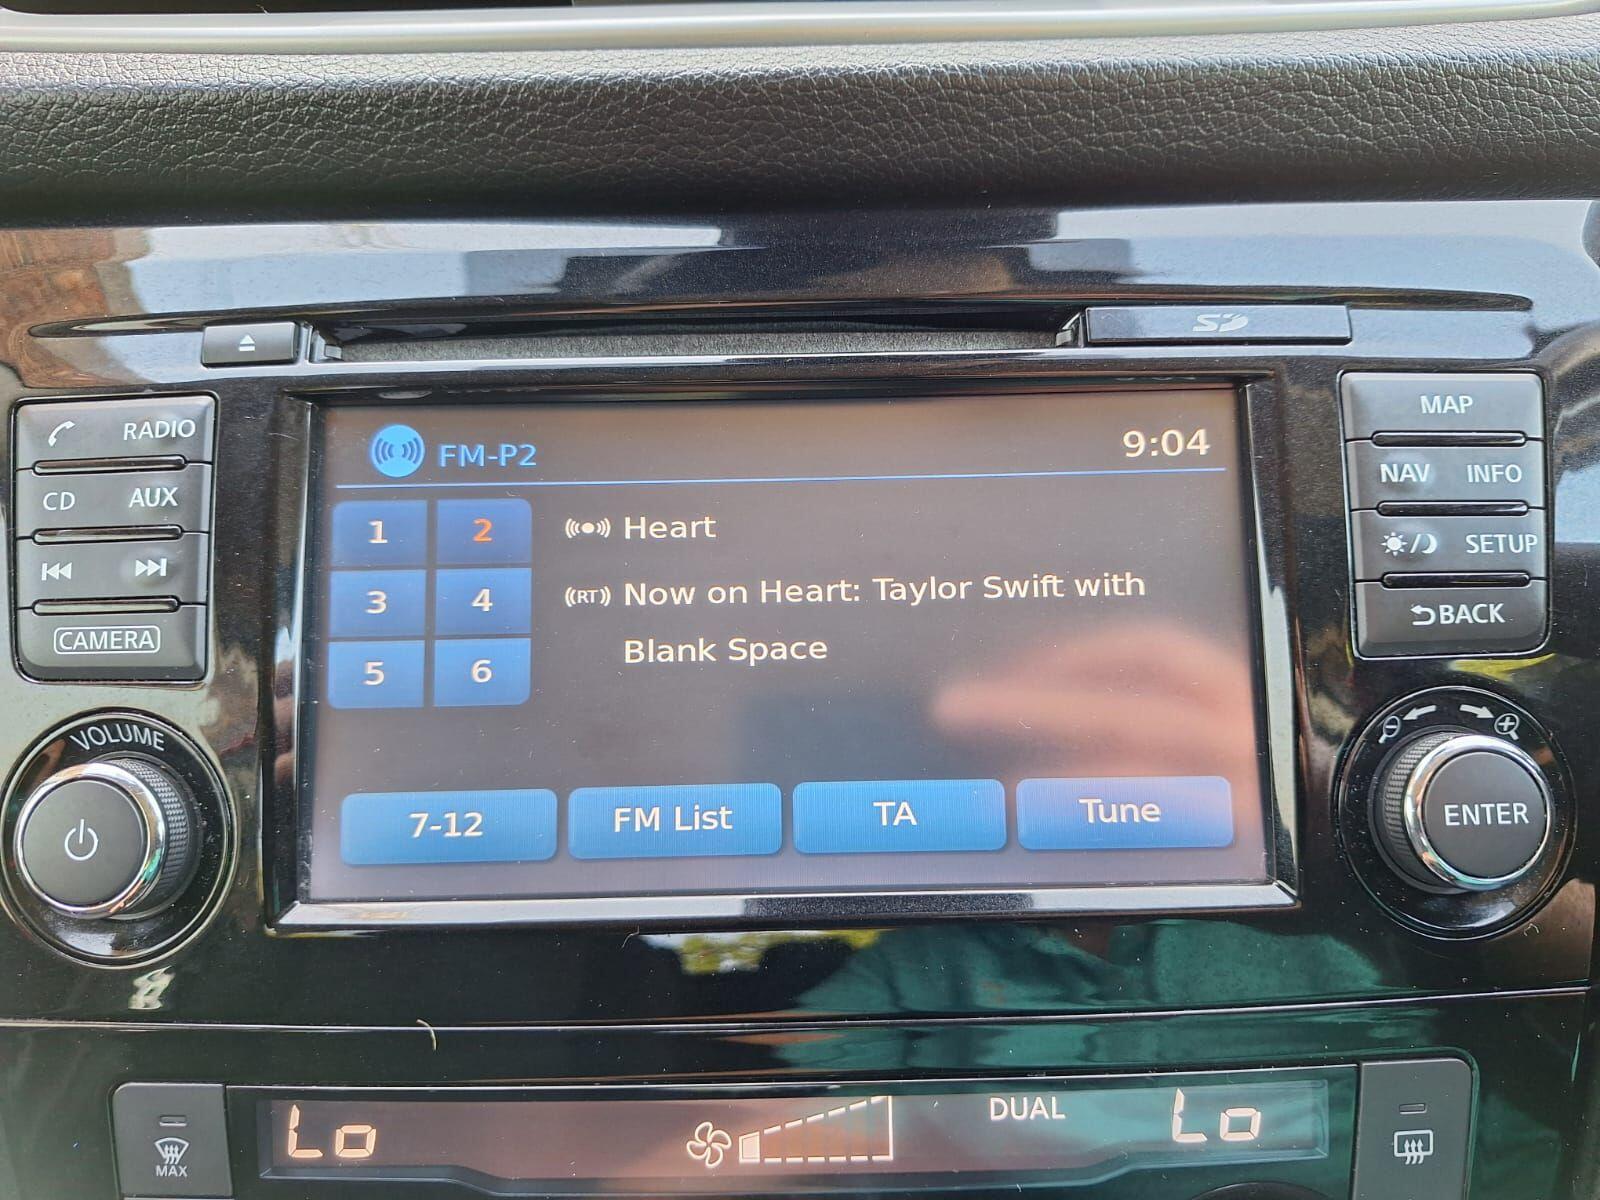 SD
RADIO
CD AUX
CAMERA
VOLUME
FM-P2
9:04
1 2
3 4
5 6
Heart
RT Now on Heart: Taylor Swift with
Blank Space
7-12 FM List TA Tune
MAP
NAV INFO
SETUP
BACK
ENTER
MAX
Lo
DUAL
Lo